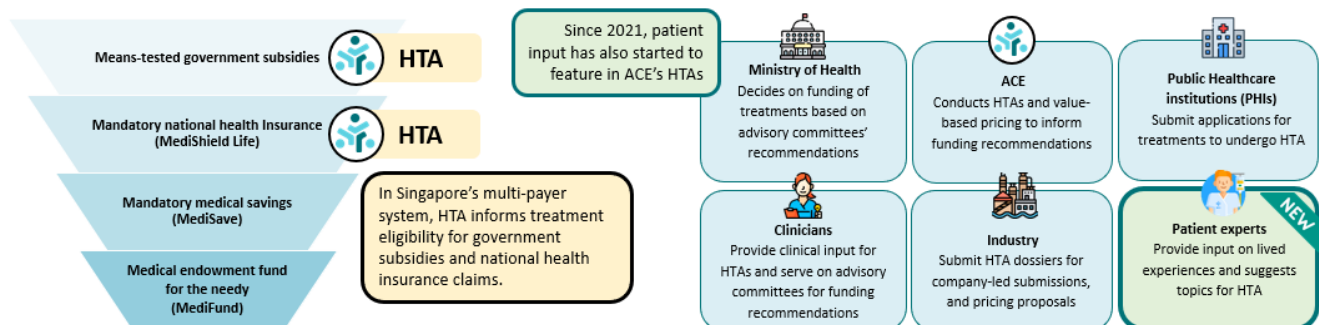 Means-tested government subsidies
HTA
Mandatory national health Insurance
(MediShield Life)
HTA
Mandatory medical savings
(MediSave)
Medical endowment fund
for the needy
(MediFund)
In Singapore's multi-payer
system, HTA informs treatment
eligibility for government
subsidies and national health
insurance claims.
Since 2021, patient
input has also started to
feature in ACE's HTAs
Ministry of Health
Decides on funding of
treatments based on
advisory committees'
recommendations
ACE
Conducts HTAs and value-
based pricing to inform
funding recommendations
Public Healthcare
institutions (PHIs)
Submit applications for
treatments to undergo HTA
Clinicians
Provide clinical input for
HTAs and serve on advisory
committees for funding
recommendations
Industry
Submit HTA dossiers for
company-led submissions,
and pricing proposals
NEW
Patient experts
Provide input on lived
experiences and suggests
topics for HTA